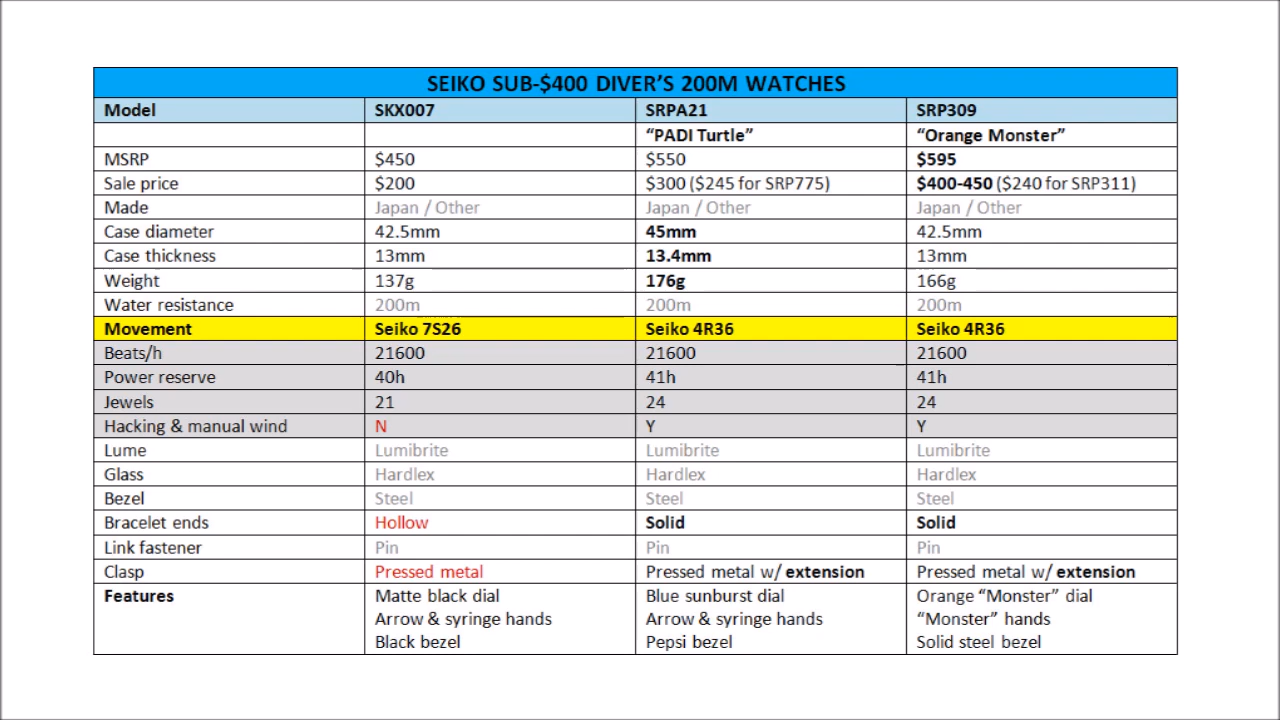 SEIKO SUB-$400 DIVER'S 200M WATCHES
Model SKX007 SRPA21 SRP309
“PADI Turtle” “Orange Monster”
MSRP $450 $550 $595
Sale price $200 $300 ($245 for SRP775) $400-450 ($240 for SRP311)
Made Japan / Other Japan / Other Japan / Other
Case diameter 42.5mm 45mm 42.5mm
Case thickness 13mm 13.4mm 13mm
Weight 137g 176g 166g
Water resistance 200m 200m 200m
Movement Seiko 7S26 Seiko 4R36 Seiko 4R36
Beats/h 21600 21600 21600
Power reserve 40h 41h 41h
Jewels 21 24 24
Hacking & manual wind N Y Y
Lume Lumibrite Lumibrite Lumibrite
Glass Hardlex Hardlex Hardlex
Bezel Steel Steel Steel
Bracelet ends Hollow Solid Solid
Link fastener Pin Pin Pin
Clasp Pressed metal Pressed metal w/ extension Pressed metal w/ extension
Features Matte black dial Blue sunburst dial Orange “Monster” dial
Arrow & syringe hands Arrow & syringe hands “Monster” hands
Black bezel Pepsi bezel Solid steel bezel